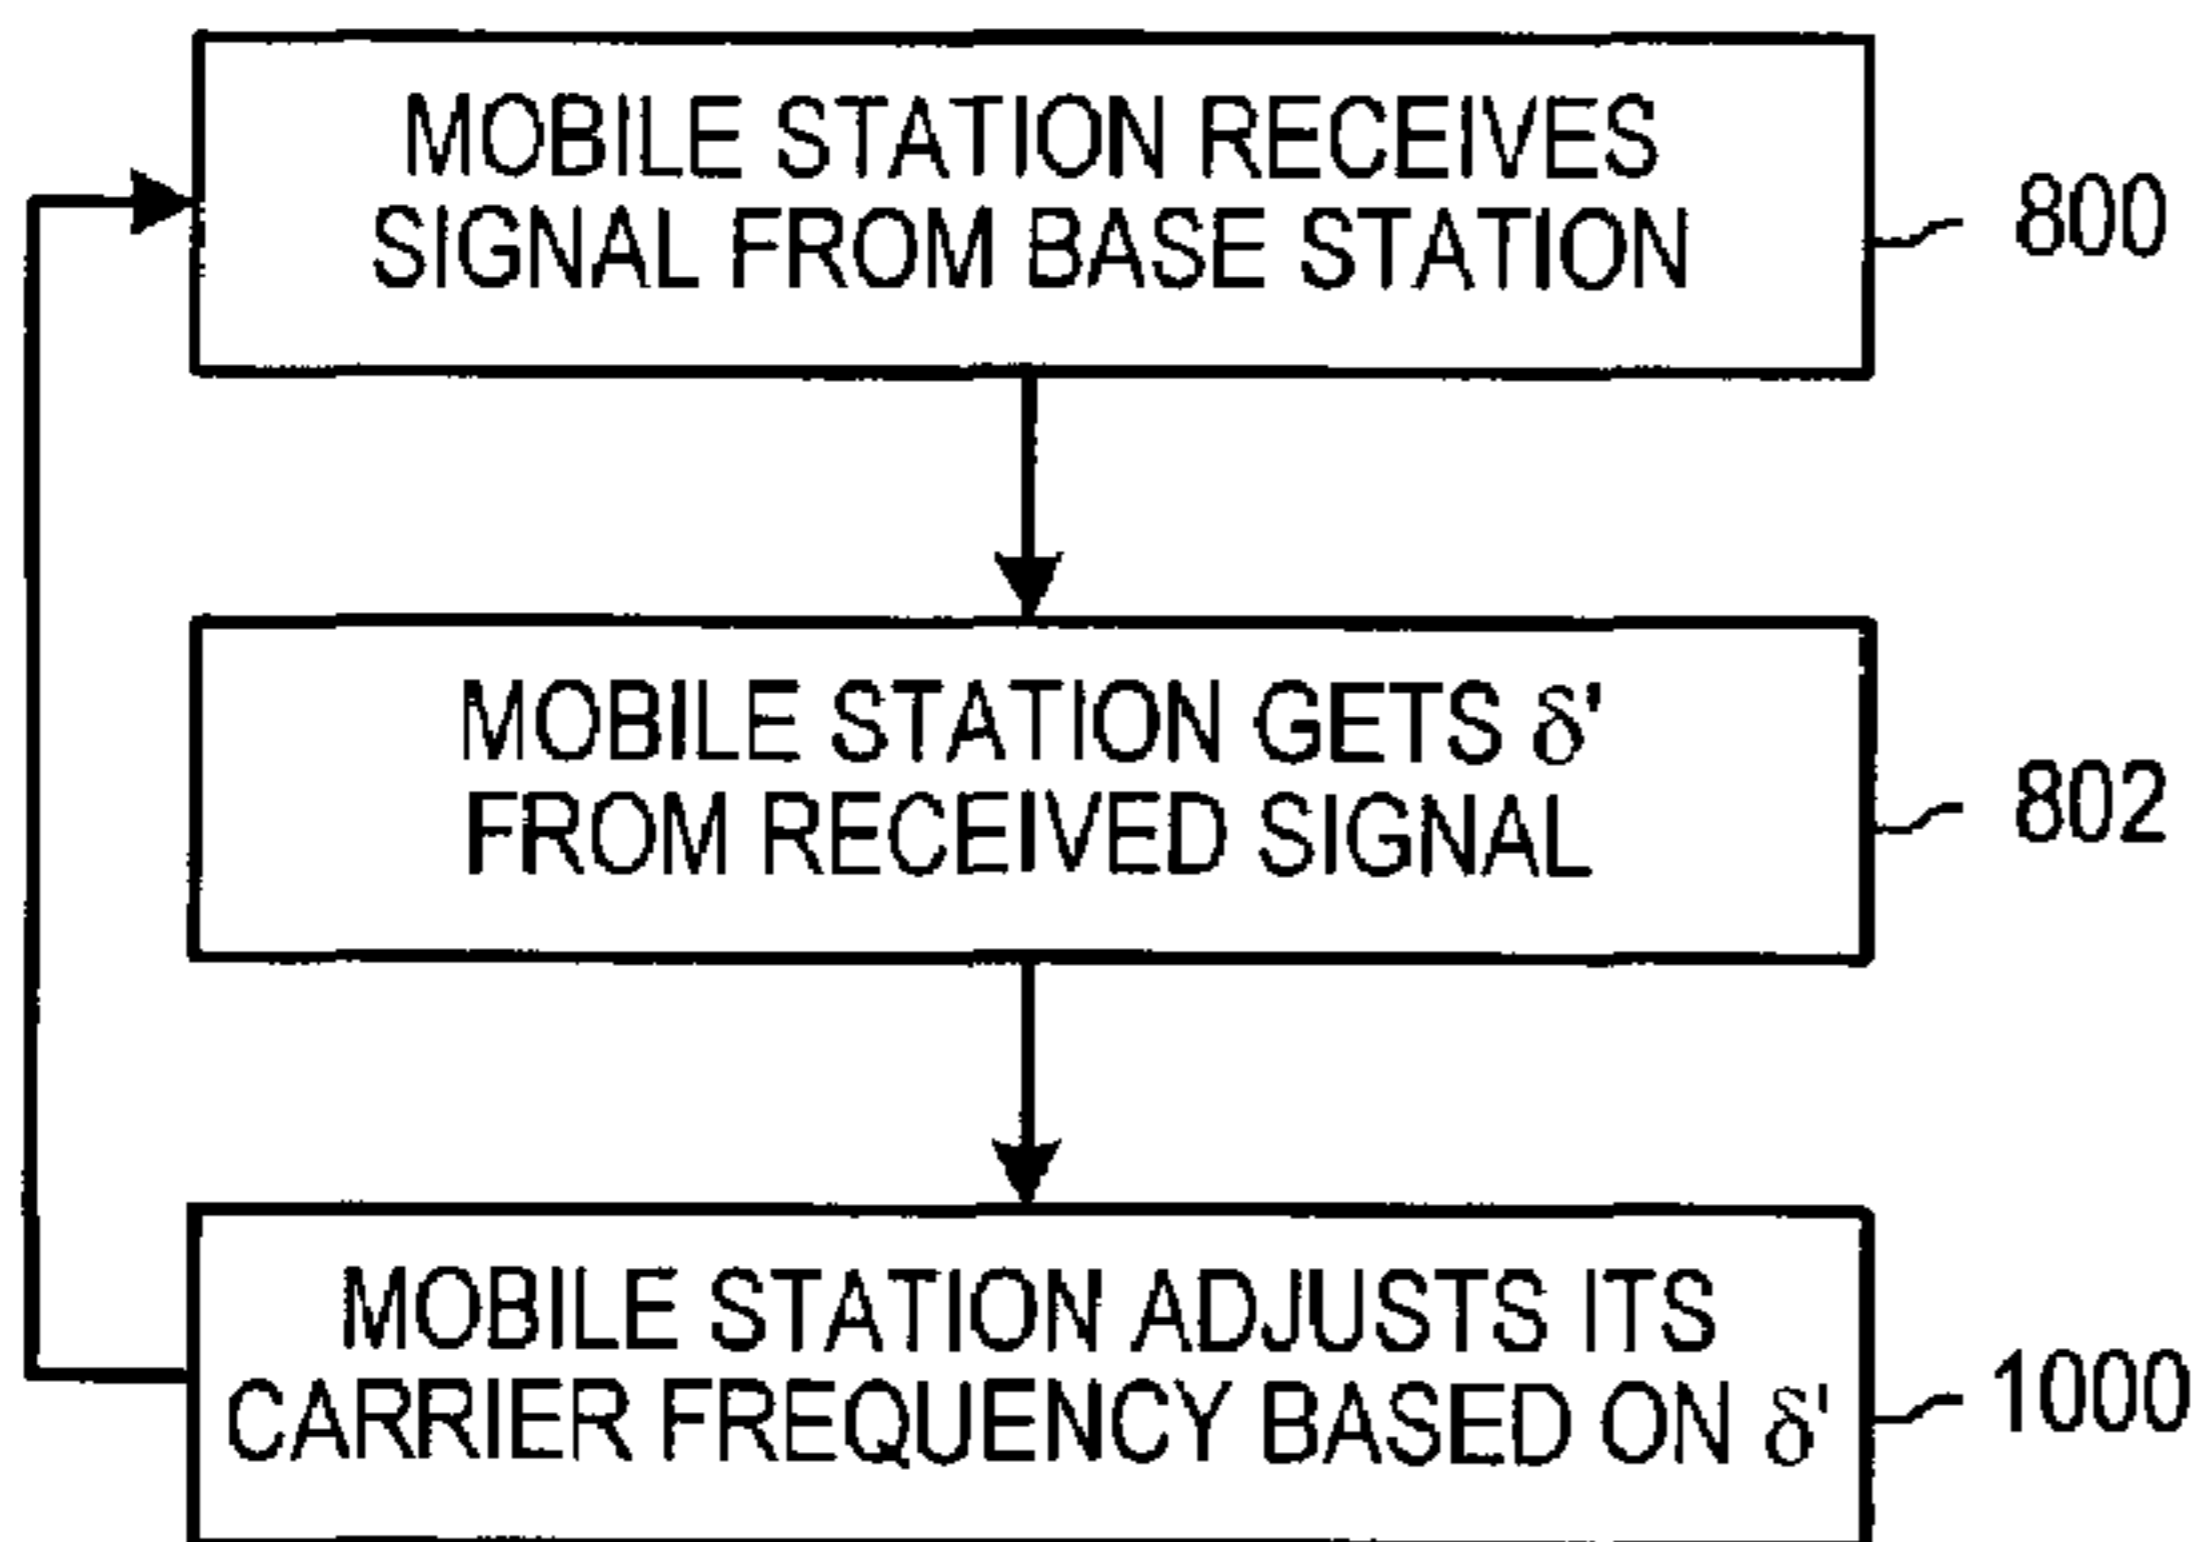 MOBILE STATION RECEIVES
SIGNAL FROM BASE STATION
800
MOBILE STATION GETS δ'
FROM RECEIVED SIGNAL
802
MOBILE STATION ADJUSTS ITS
CARRIER FREQUENCY BASED ON δ'
1000